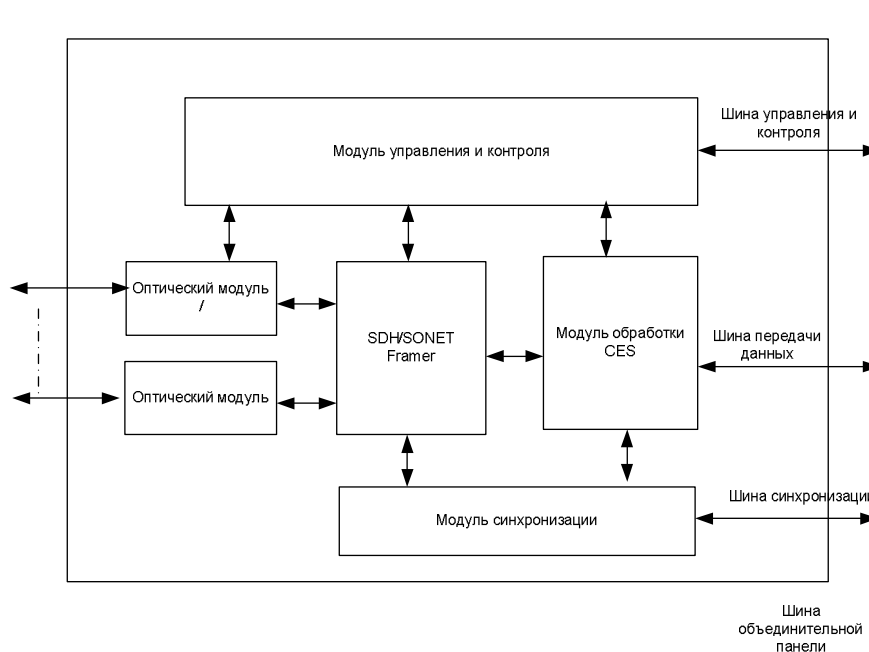 Шина управления и
контроля
Модуль управления и контроля
Оптический модуль
/
SDH/SONET
Framer
Модуль обработки
CES
Шина передачи
данных
Оптический модуль
Шина синхронизации
Модуль синхронизации
Шина
объединительной
панели